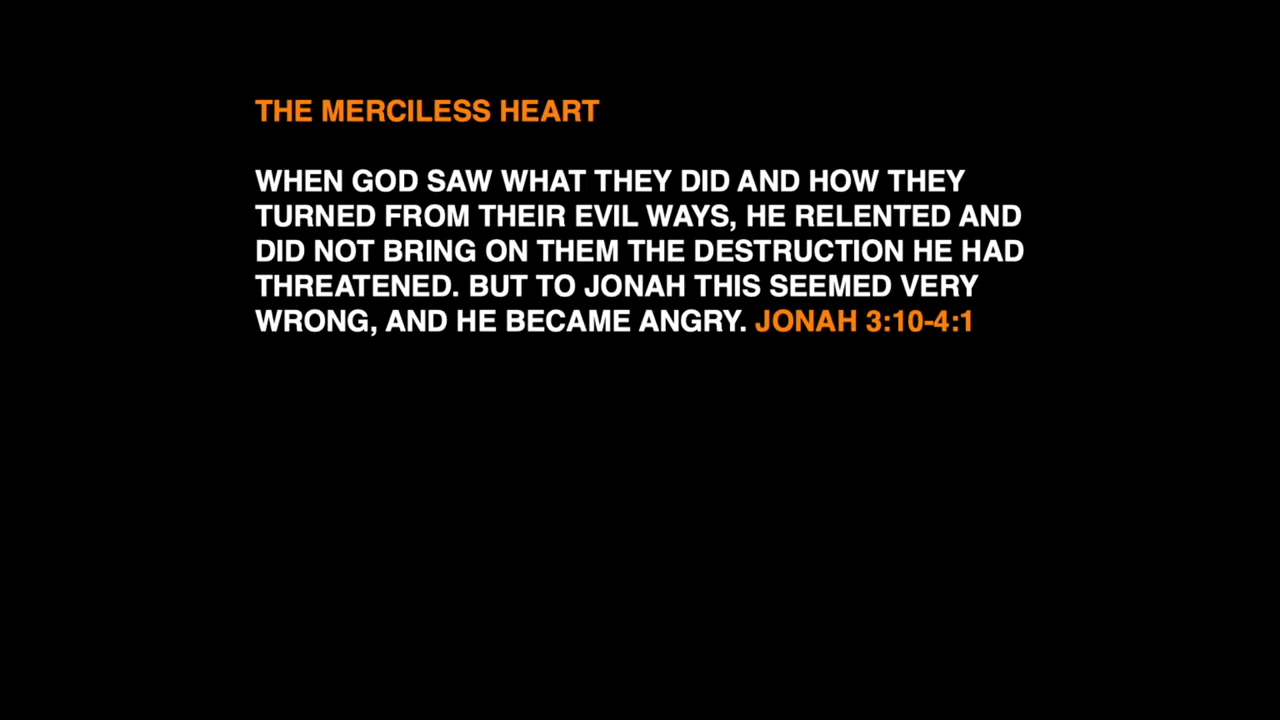 THE MERCILESS HEART
WHEN GOD SAW WHAT THEY DID AND HOW THEY
TURNED FROM THEIR EVIL WAYS, HE RELENTED AND
DID NOT BRING ON THEM THE DESTRUCTION HE HAD
THREATENED. BUT TO JONAH THIS SEEMED VERY
WRONG, AND HE BECAME ANGRY. JONAH 3:10-4:1